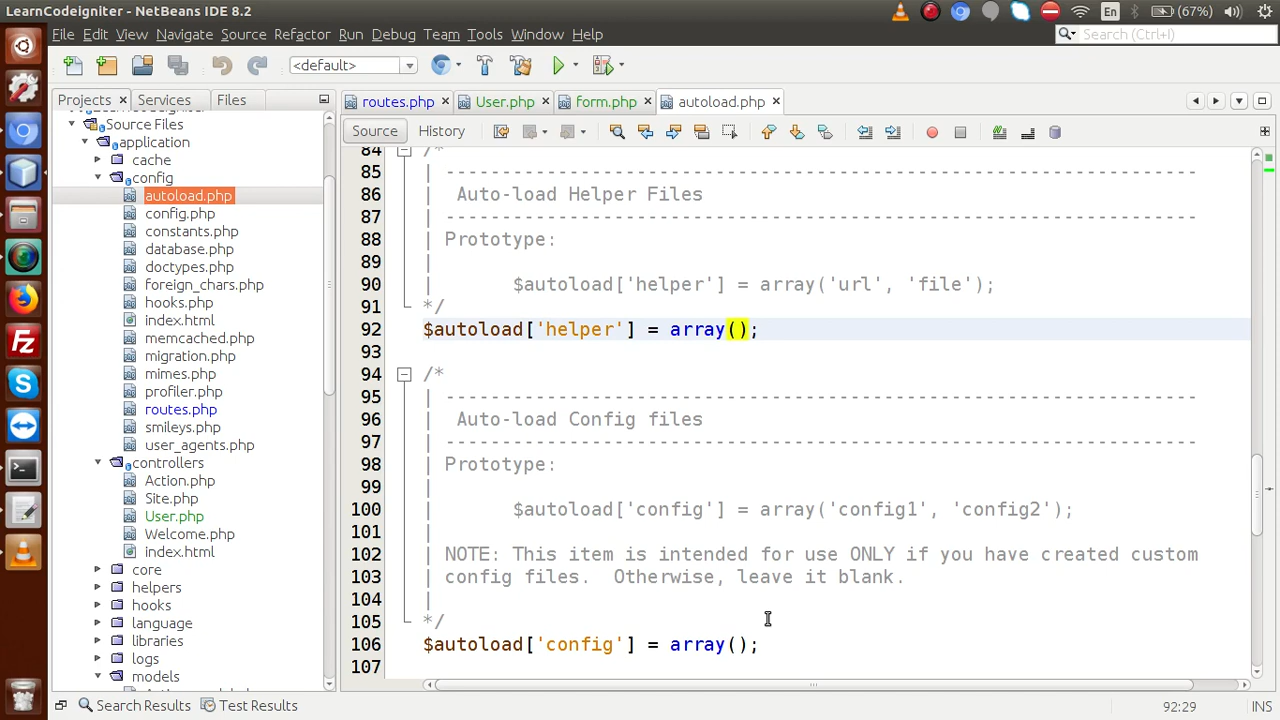 LearnCodeigniter - NetBeans IDE 8.2
En
(67%)
File Edit View Navigate Source Refactor Run Debug Team Tools Window Help
Search (Ctrl+I)
<default>
Projects Services Files
routes.php User.php form.php autoload.php
Source History
Source Files
application
cache
config
autoload.php
config.php
constants.php
database.php
doctypes.php
foreign_chars.php
hooks.php
index.html
memcached.php
migration.php
mimes.php
profiler.php
routes.php
smileys.php
user_agents.php
controllers
Action.php
Site.php
User.php
Welcome.php
index.html
core
helpers
hooks
language
libraries
logs
models
84 /*
85 | -------------------------------------------------------------------
86 |  Auto-load Helper Files
87 | -------------------------------------------------------------------
88 | Prototype:
89 |
90 |       $autoload['helper'] = array('url', 'file');
91 */
92 $autoload['helper'] = array();
93
94 /*
95 | -------------------------------------------------------------------
96 |  Auto-load Config files
97 | -------------------------------------------------------------------
98 | Prototype:
99 |
100 |       $autoload['config'] = array('config1', 'config2');
101 |
102 | NOTE: This item is intended for use ONLY if you have created custom
103 | config files.  Otherwise, leave it blank.
104 |
105 */
106 $autoload['config'] = array();
107
Search Results Test Results
92:29 INS